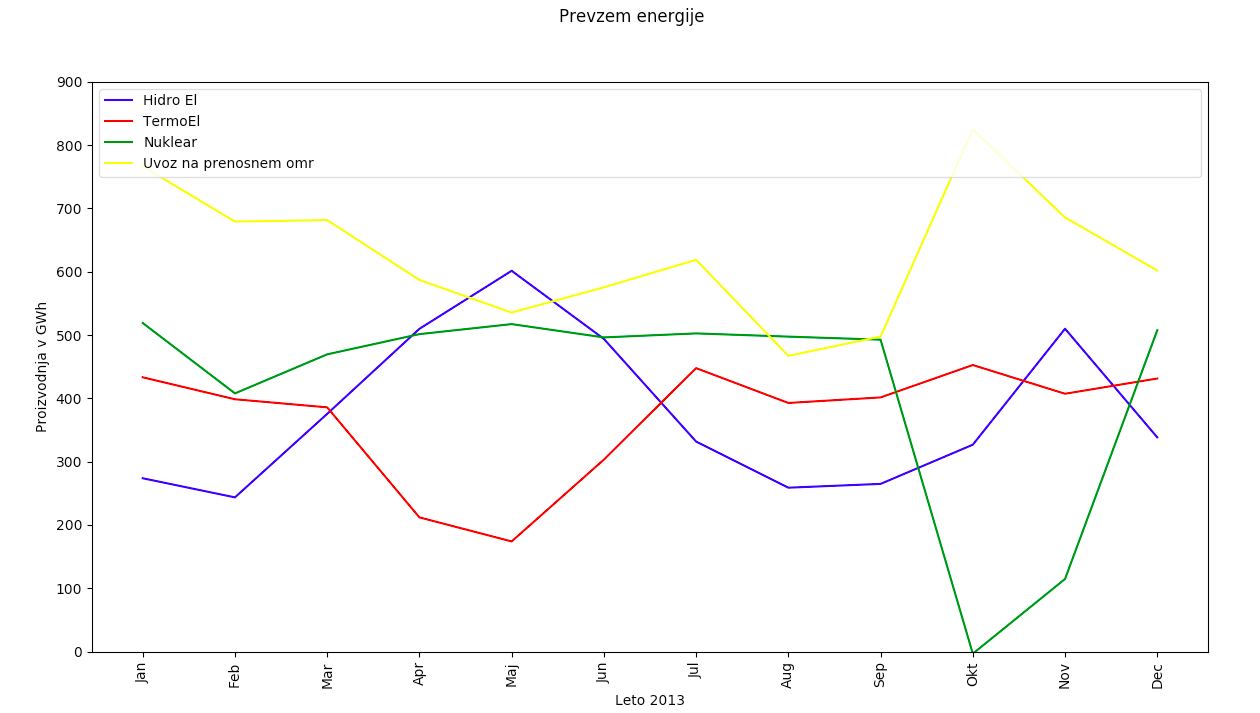 Prevzem energije
900
800
700
600
500
400
300
200
100
0
Proizvodnja v GWh
Hidro El
TermoEl
Nuklear
Uvoz na prenosnem omr
Jan
Feb
Mar
Apr
Maj
Jun
Jul
Aug
Sep
Okt
Nov
Dec
Leto 2013